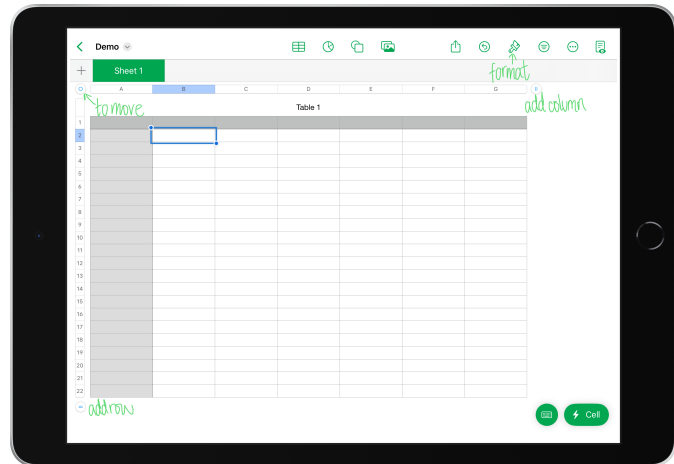 Demo
format
Sheet 1
A B C D E F G
add column
to move
Table 1
1
2
3
4
5
6
7
8
9
10
11
12
13
14
15
16
17
18
19
20
21
22
add row
Cell